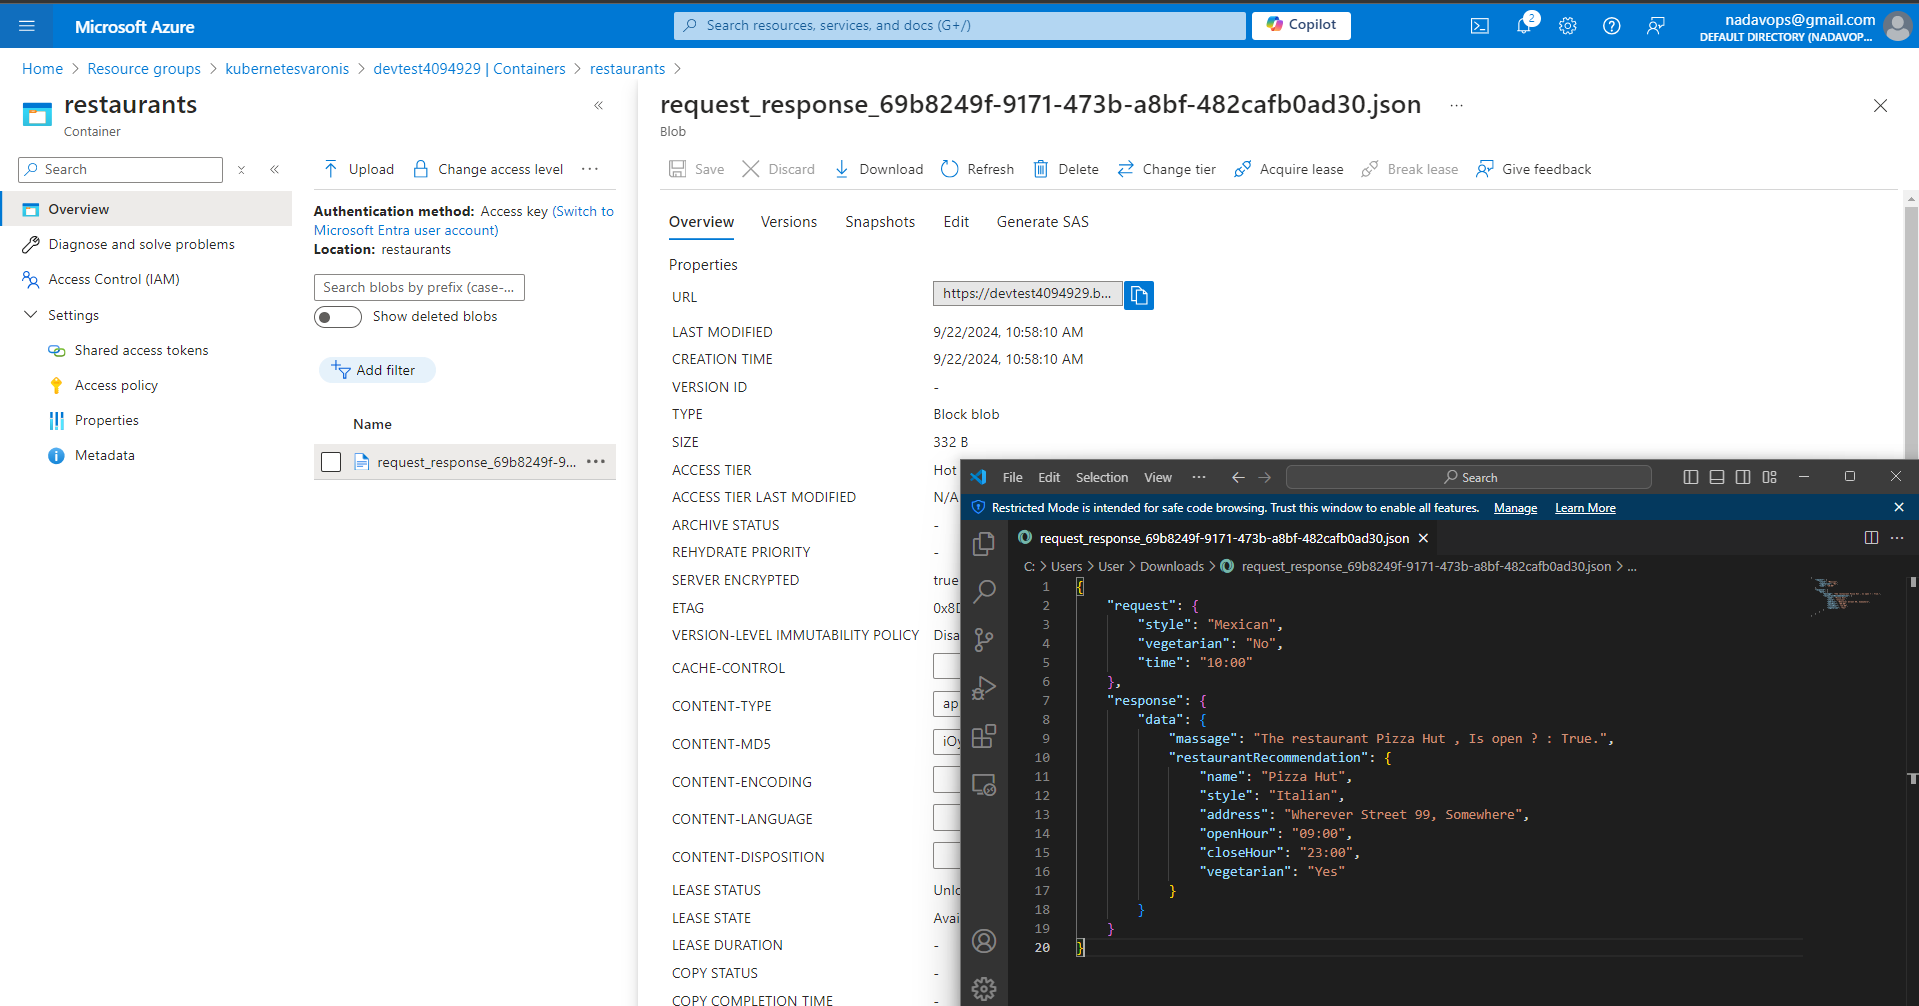 Microsoft Azure
Search resources, services, and docs (G+/)
Copilot
2
nadavops@gmail.com
DEFAULT DIRECTORY (NADAVOP...
Home > Resource groups > kubernetesvaronis > devtest4094929 | Containers > restaurants >
restaurants
Container
Search
Overview
Diagnose and solve problems
Access Control (IAM)
Settings
Shared access tokens
Access policy
Properties
Metadata
Upload
Change access level
Authentication method: Access key (Switch to
Microsoft Entra user account)
Location: restaurants
Search blobs by prefix (case-...
Show deleted blobs
Add filter
Name
request_response_69b8249f-9...
request_response_69b8249f-9171-473b-a8bf-482cafb0ad30.json
Blob
Save Discard Download Refresh Delete Change tier Acquire lease Break lease Give feedback
Overview Versions Snapshots Edit Generate SAS
Properties
URL https://devtest4094929.b...
LAST MODIFIED 9/22/2024, 10:58:10 AM
CREATION TIME 9/22/2024, 10:58:10 AM
VERSION ID -
TYPE Block blob
SIZE 332 B
ACCESS TIER Hot
ACCESS TIER LAST MODIFIED N/A
ARCHIVE STATUS -
REHYDRATE PRIORITY -
SERVER ENCRYPTED true
ETAG 0x8D
VERSION-LEVEL IMMUTABILITY POLICY Disa
CACHE-CONTROL
CONTENT-TYPE ap
CONTENT-MD5 iOy
CONTENT-ENCODING
CONTENT-LANGUAGE
CONTENT-DISPOSITION
LEASE STATUS Unlo
LEASE STATE Avai
LEASE DURATION -
COPY STATUS -
COPY COMPLETION TIME -
File Edit Selection View ... Search
Restricted Mode is intended for safe code browsing. Trust this window to enable all features. Manage Learn More
request_response_69b8249f-9171-473b-a8bf-482cafb0ad30.json
C: > Users > User > Downloads > request_response_69b8249f-9171-473b-a8bf-482cafb0ad30.json > ...
1 {
2 "request": {
3 "style": "Mexican",
4 "vegetarian": "No",
5 "time": "10:00"
6 },
7 "response": {
8 "data": {
9 "massage": "The restaurant Pizza Hut , Is open ? : True.",
10 "restaurantRecommendation": {
11 "name": "Pizza Hut",
12 "style": "Italian",
13 "address": "Wherever Street 99, Somewhere",
14 "openHour": "09:00",
15 "closeHour": "23:00",
16 "vegetarian": "Yes"
17 }
18 }
19 }
20 }